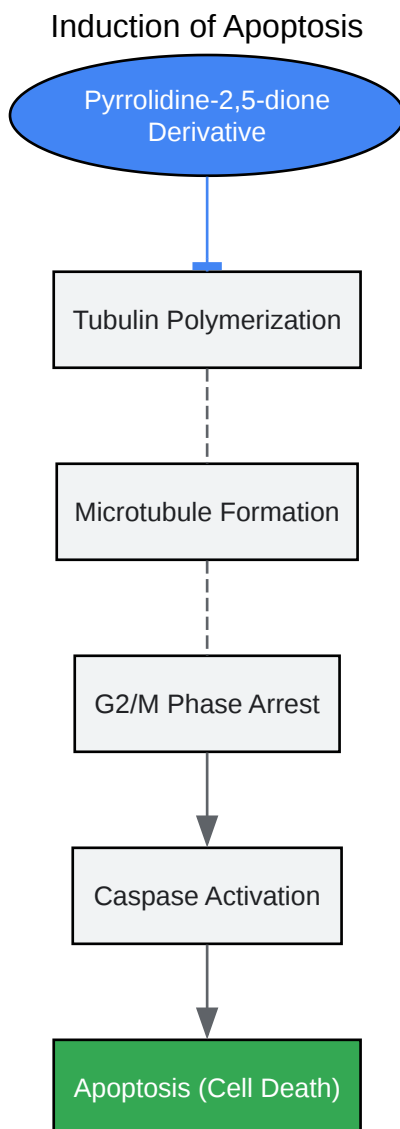 Induction of Apoptosis
Pyrrolidine-2,5-dione
Derivative
Tubulin Polymerization
Microtubule Formation
G2/M Phase Arrest
Caspase Activation
Apoptosis (Cell Death)